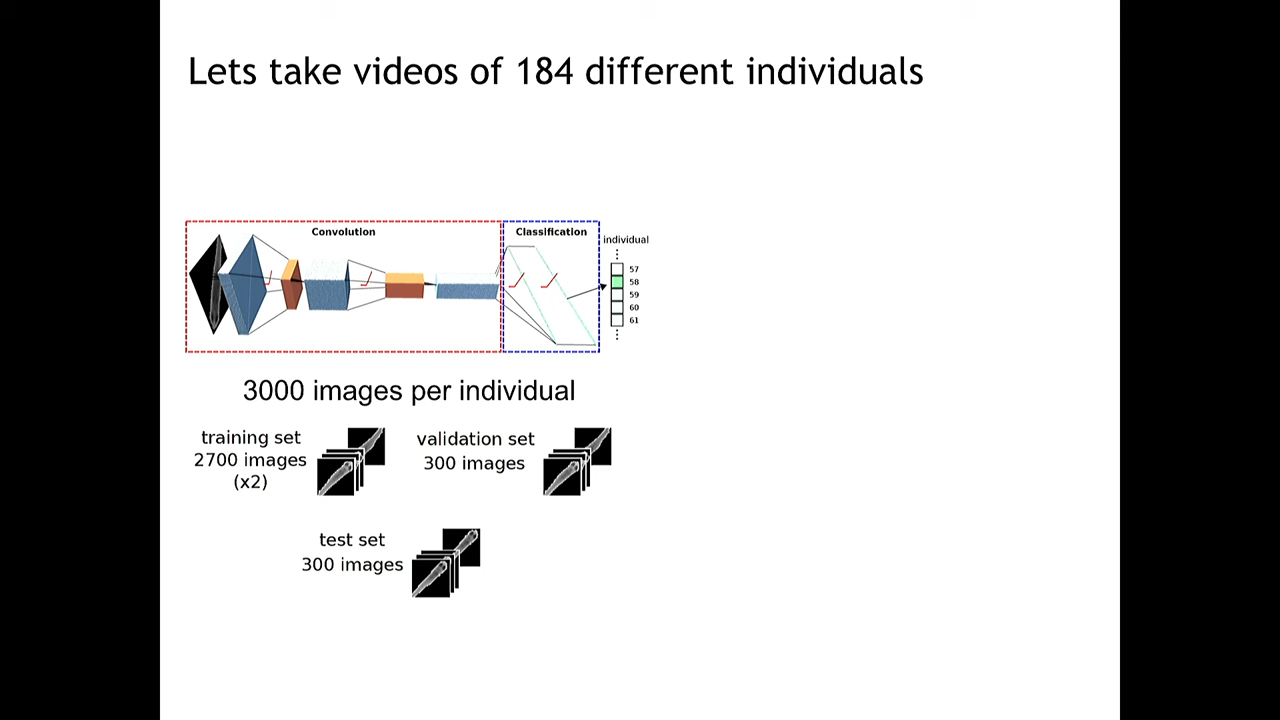 Lets take videos of 184 different individuals
Convolution
Classification
individual
57
58
59
60
61
3000 images per individual
training set
2700 images
(x2)
validation set
300 images
test set
300 images